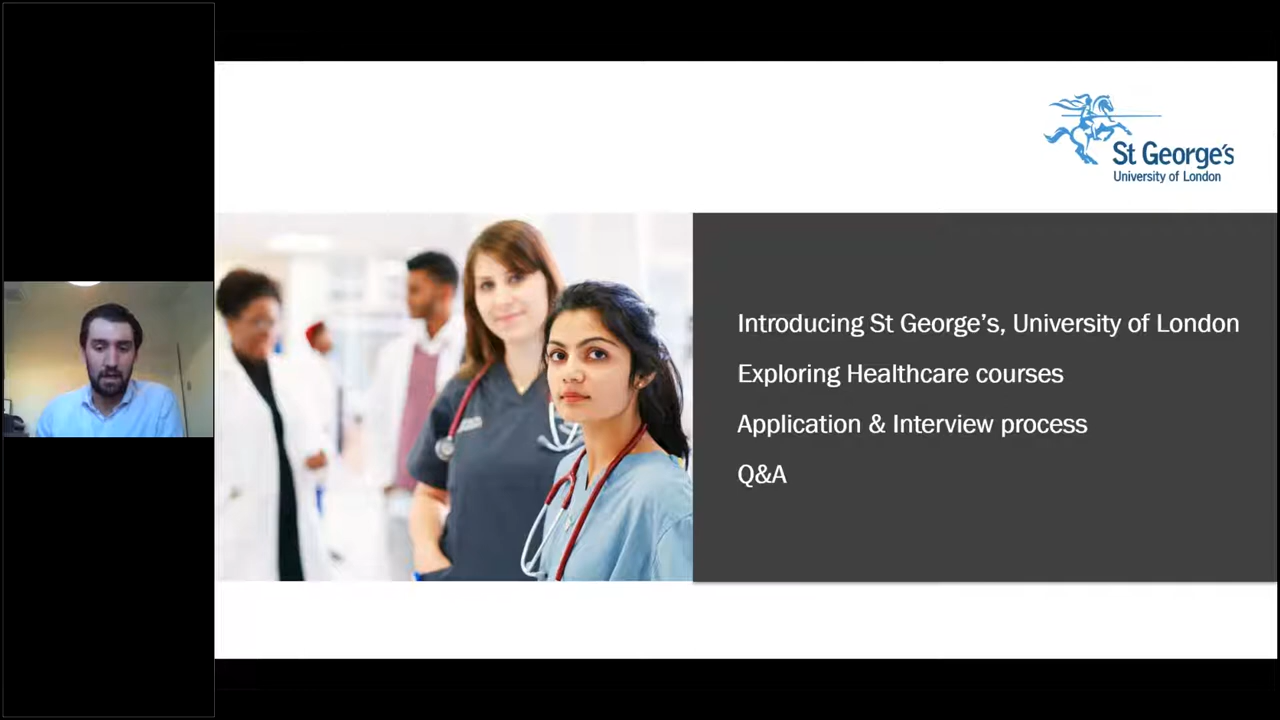 St George's
University of London
Introducing St George's, University of London
Exploring Healthcare courses
Application & Interview process
Q&A